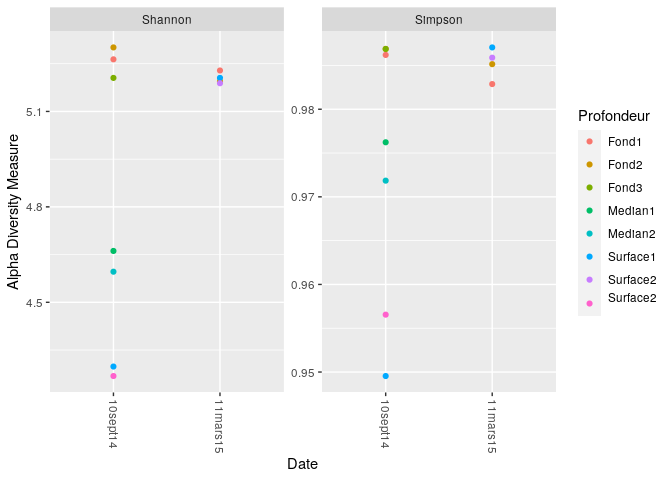 Shannon
Simpson
Alpha Diversity Measure
5.1
4.8
4.5
0.98
0.97
0.96
0.95
10sept14
11mars15
10sept14
11mars15
Date
Profondeur
Fond1
Fond2
Fond3
Median1
Median2
Surface1
Surface2
Surface2